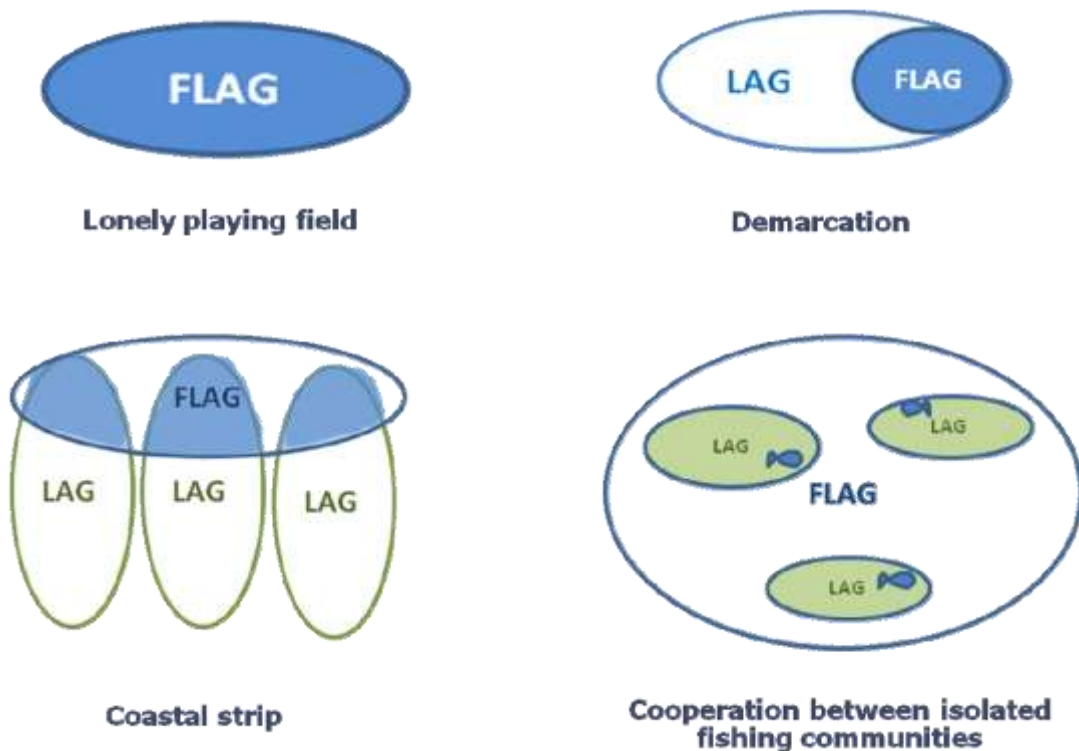 FLAG
Lonely playing field
LAG
FLAG
Demarcation
FLAG
LAG
LAG
LAG
Coastal strip
LAG
LAG
FLAG
LAG
Cooperation between isolated
fishing communities